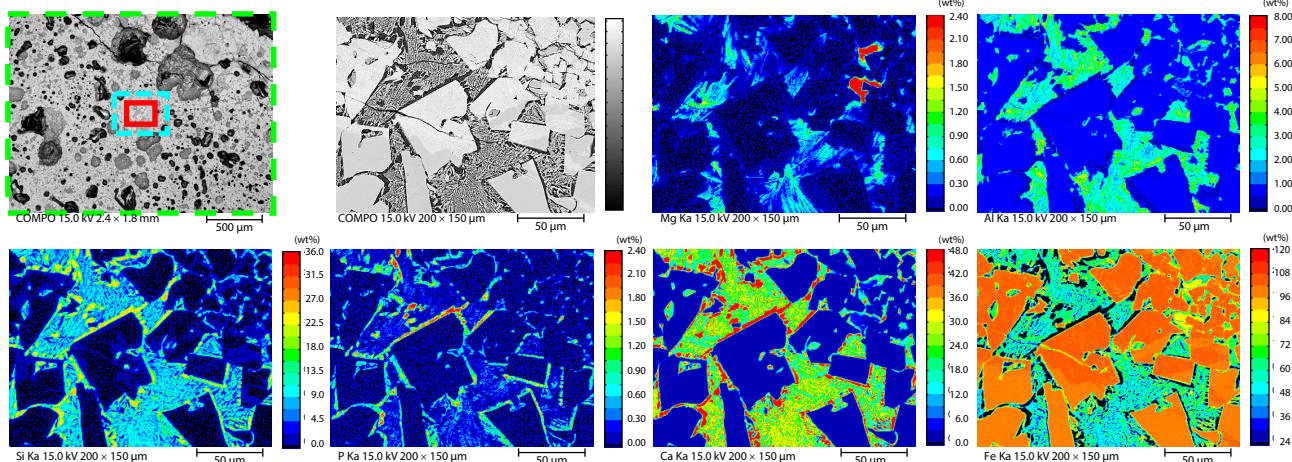 (wt%)
2.40
2.10
1.80
1.50
1.20
0.90
0.60
0.30
0.00
(wt%)
8.00
7.00
6.00
5.00
4.00
3.00
2.00
1.00
0.00
COMPO 15.0 kV 2.4 × 1.8 mm
500 µm
COMPO 15.0 kV 200 × 150 µm
50 µm
Mg Ka 15.0 kV 200 × 150 µm
50 µm
Al Ka 15.0 kV 200 × 150 µm
50 µm
(wt%)
36.0
27.0
22.5
18.0
13.5
9.0
4.5
0.0
(wt%)
2.40
2.10
1.80
1.50
1.20
0.90
0.60
0.30
0.00
(wt%)
48.0
42.0
36.0
30.0
24.0
18.0
12.0
6.0
0.0
(wt%)
120
96
84
72
60
48
36
24
Si Ka 15.0 kV 200 × 150 µm
50 µm
P Ka 15.0 kV 200 × 150 µm
50 µm
Ca Ka 15.0 kV 200 × 150 µm
50 µm
Fe Ka 15.0 kV 200 × 150 µm
50 µm